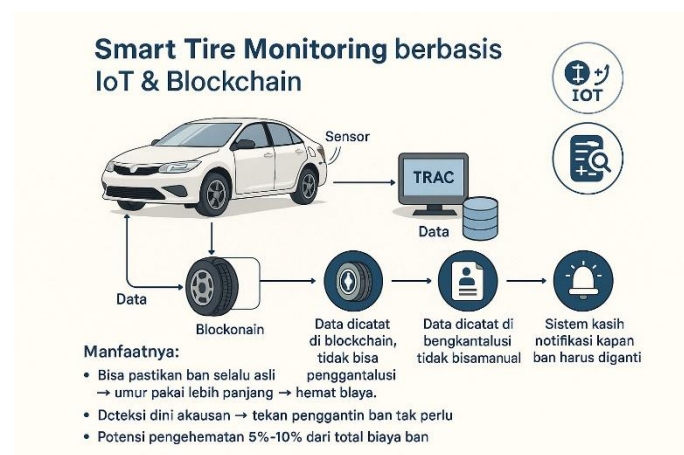 Smart Tire Monitoring berbasis
IoT & Blockchain
IOT
Sensor
TRAC
Data
Data
Blockonain
Data dicatat
di blockchain,
tidak bisa
penggantalusi
Data dicatat di
bengkantalusi
tidak bisamanual
Sistem kasih
notifikasi kapan
ban harus diganti
Manfaatnya:
• Bisa pastikan ban selalu asli
→ umur pakai lebih panjang → hemat blaya.
• Dcteksi dini akausan → tekan penggantin ban tak perlu
• Potensi pengehematan 5%-10% dari total biaya ban